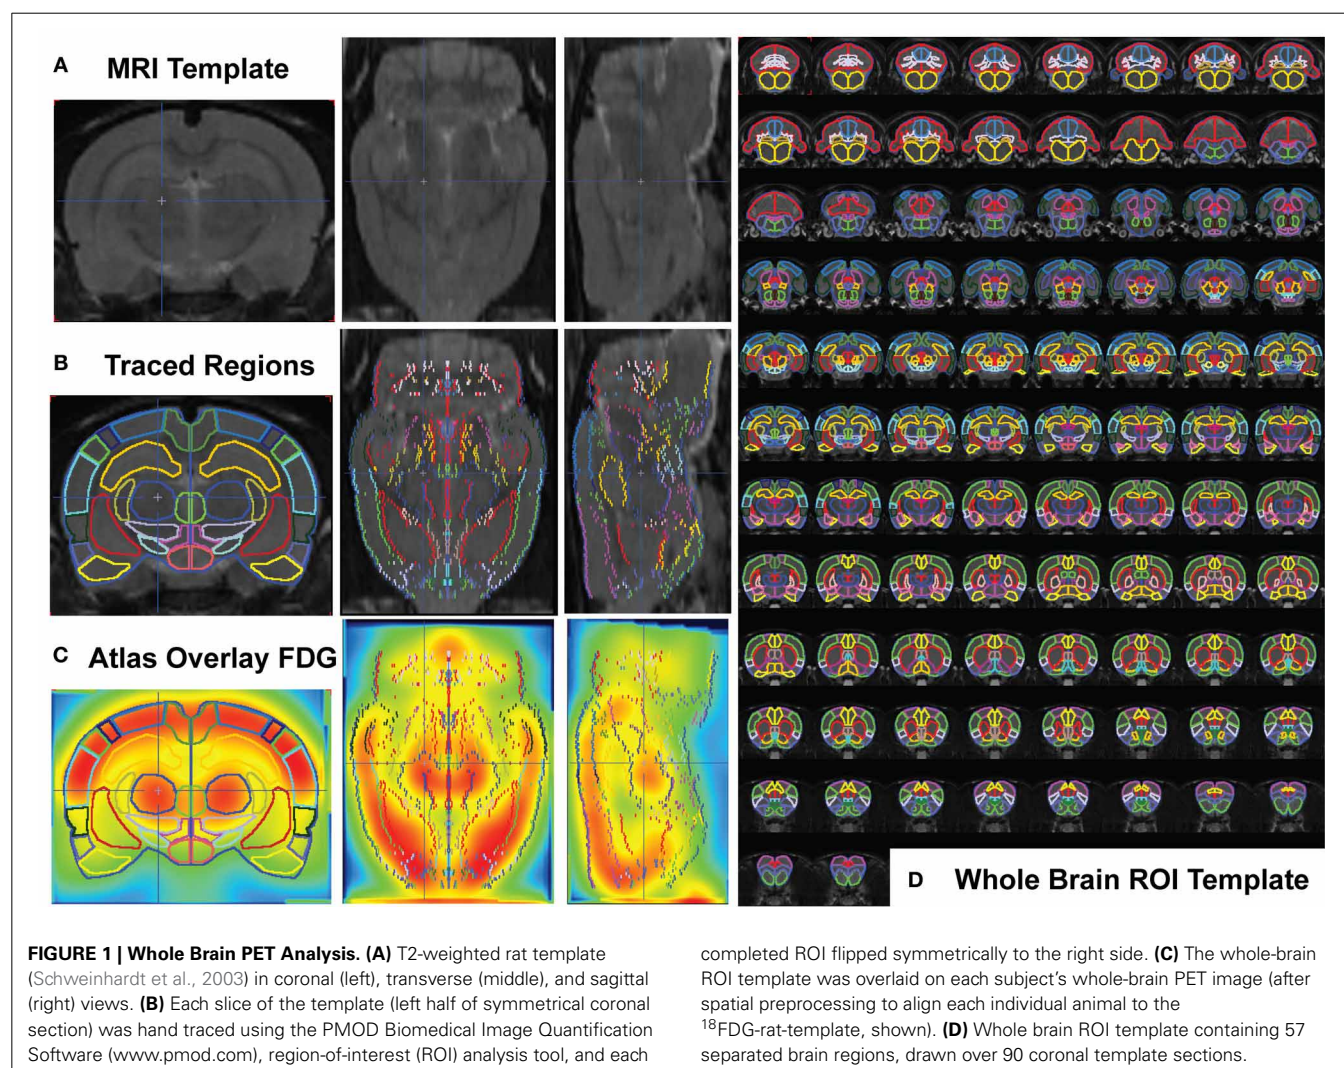 A MRI Template
B Traced Regions
C Atlas Overlay FDG
D Whole Brain ROI Template
FIGURE 1 | Whole Brain PET Analysis. (A) T2-weighted rat template
(Schweinhardt et al., 2003) in coronal (left), transverse (middle), and sagittal
(right) views. (B) Each slice of the template (left half of symmetrical coronal
section) was hand traced using the PMOD Biomedical Image Quantification
Software (www.pmod.com), region-of-interest (ROI) analysis tool, and each
completed ROI flipped symmetrically to the right side. (C) The whole-brain
ROI template was overlaid on each subject's whole-brain PET image (after
spatial preprocessing to align each individual animal to the
18FDG-rat-template, shown). (D) Whole brain ROI template containing 57
separated brain regions, drawn over 90 coronal template sections.